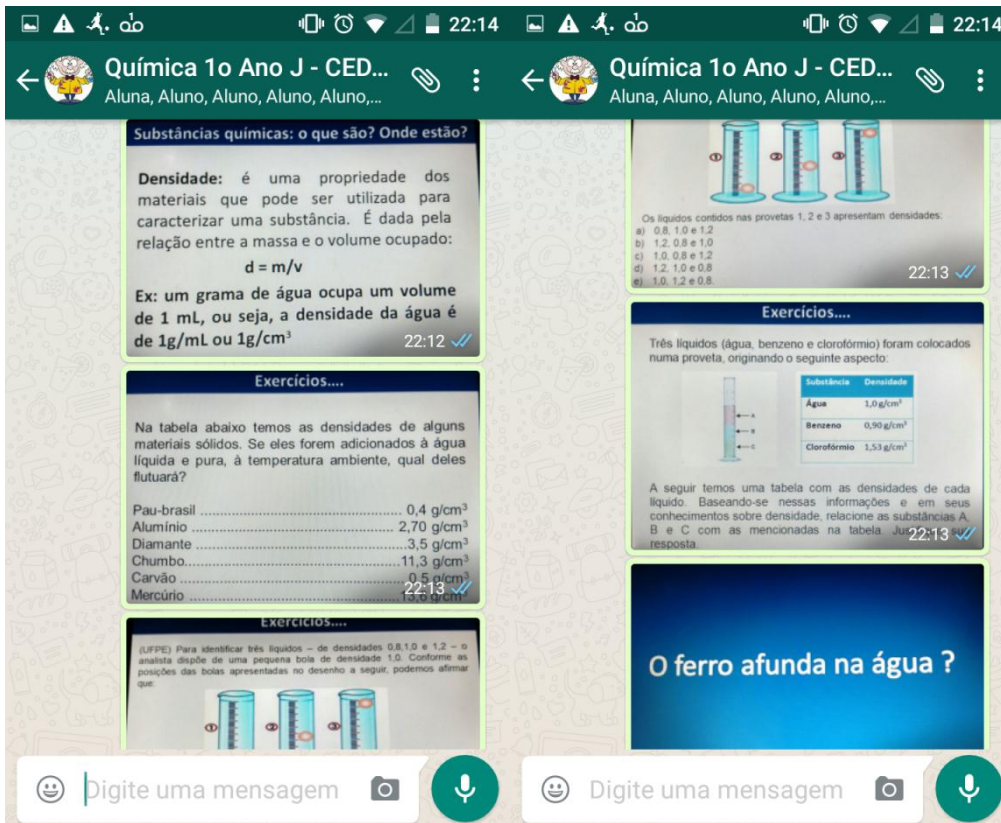 22:14
Química 1o Ano J - CED...
Aluna, Aluno, Aluno, Aluno, Aluno,...
Substâncias químicas: o que são? Onde estão?
Densidade: é uma propriedade dos
materiais que pode ser utilizada para
caracterizar uma substância. É dada pela
relação entre a massa e o volume ocupado:
d = m/v
Ex: um grama de água ocupa um volume
de 1 mL, ou seja, a densidade da água é
de 1g/mL ou 1g/cm³
22:12
Exercícios....
Na tabela abaixo temos as densidades de alguns
materiais sólidos. Se eles forem adicionados à água
líquida e pura, à temperatura ambiente, qual deles
flutuará?
Pau-brasil ........................................ 0,4 g/cm³
Alumínio ........................................ 2,70 g/cm³
Diamante ........................................ 3,5 g/cm³
Chumbo........................................ 11,3 g/cm³
Carvão ........................................ 0,5 g/cm³
Mercúrio ........................................ 13,6 g/cm³
22:13
Exercícios....
(UFPE) Para identificar três líquidos – de densidades 0,8,1,0 e 1,2 – o
analista dispõe de uma pequena bola de densidade 1,0. Conforme as
posições das bolas apresentadas no desenho a seguir, podemos afirmar
que:
1 2 3
Digite uma mensagem
22:14
Química 1o Ano J - CED...
Aluna, Aluno, Aluno, Aluno, Aluno,...
1 2 3
Os líquidos contidos nas provetas 1, 2 e 3 apresentam densidades:
a) 0,8, 1,0 e 1,2
b) 1,2, 0,8 e 1,0
c) 1,0, 0,8 e 1,2
d) 1,2, 1,0 e 0,8
e) 1,0, 1,2 e 0,8.
22:13
Exercícios....
Três líquidos (água, benzeno e clorofórmio) foram colocados
numa proveta, originando o seguinte aspecto:
A
B
C
Substância Densidade
Água 1,0 g/cm³
Benzeno 0,90 g/cm³
Clorofórmio 1,53 g/cm³
A seguir temos uma tabela com as densidades de cada
líquido. Baseando-se nessas informações e em seus
conhecimentos sobre densidade, relacione as substâncias A,
B e C com as mencionadas na tabela.
resposta.
22:13
O ferro afunda na água ?
Digite uma mensagem